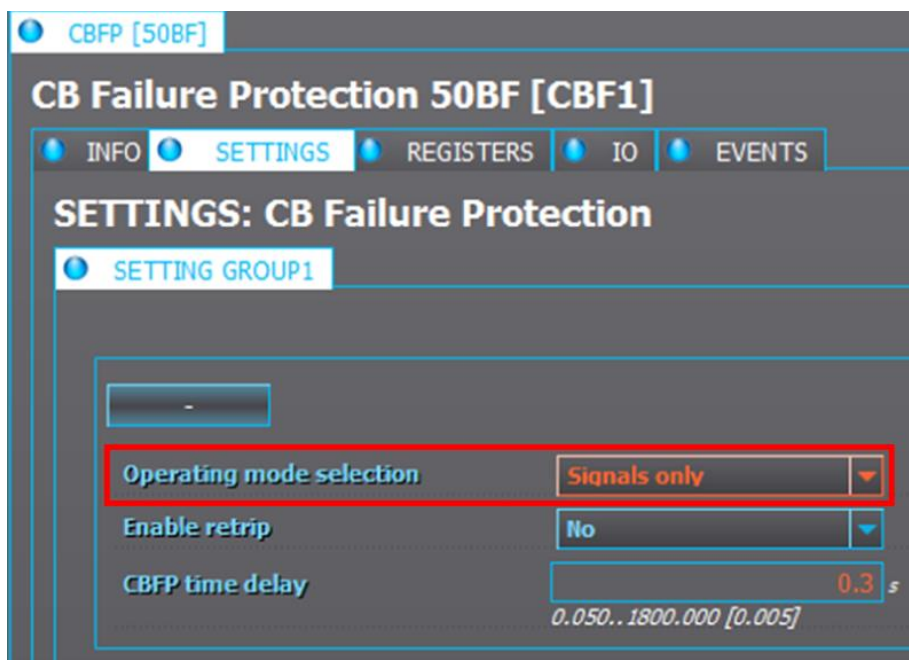 CBFP [50BF]
CB Failure Protection 50BF [CBF1]
INFO SETTINGS REGISTERS IO EVENTS
SETTINGS: CB Failure Protection
SETTING GROUP1
-
Operating mode selection Signals only
Enable retrip No
CBFP time delay 0.3 s
0.050..1800.000 [0.005]